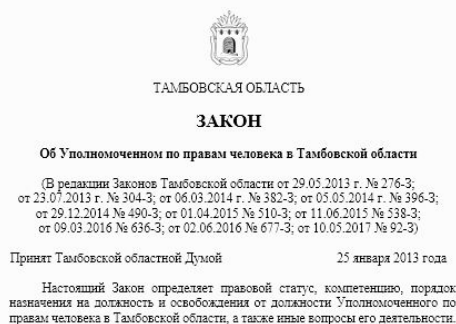 ТАМБОВСКАЯ ОБЛАСТЬ
ЗАКОН
Об Уполномоченном по правам человека в Тамбовской области
(В редакции Законов Тамбовской области от 29.05.2013 г. № 276-З;
от 23.07.2013 г. № 304-З; от 06.03.2014 г. № 382-З; от 05.05.2014 г. № 396-З;
от 29.12.2014 № 490-З; от 01.04.2015 № 510-З; от 11.06.2015 № 538-З;
от 09.03.2016 № 636-З; от 02.06.2016 № 677-З; от 10.05.2017 № 92-З)
Принят Тамбовской областной Думой 25 января 2013 года
Настоящий Закон определяет правовой статус, компетенцию, порядок
назначения на должность и освобождения от должности Уполномоченного по
правам человека в Тамбовской области, а также иные вопросы его деятельности.